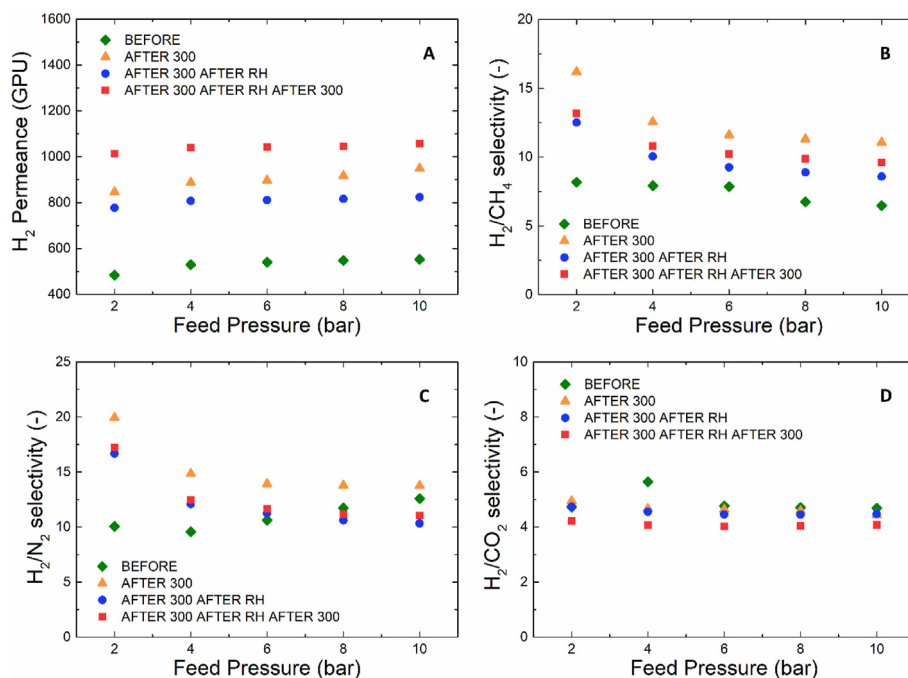 A
BEFORE
AFTER 300
AFTER 300 AFTER RH
AFTER 300 AFTER RH AFTER 300
H2 Permeance (GPU)
1600
1400
1200
1000
800
600
400
2 4 6 8 10
Feed Pressure (bar)
B
H2/CH4 selectivity (-)
20
15
10
5
0
BEFORE
AFTER 300
AFTER 300 AFTER RH
AFTER 300 AFTER RH AFTER 300
2 4 6 8 10
Feed Pressure (bar)
C
H2/N2 selectivity (-)
25
20
15
10
5
0
BEFORE
AFTER 300
AFTER 300 AFTER RH
AFTER 300 AFTER RH AFTER 300
2 4 6 8 10
Feed Pressure (bar)
D
BEFORE
AFTER 300
AFTER 300 AFTER RH
AFTER 300 AFTER RH AFTER 300
H2/CO2 selectivity (-)
10
8
6
4
2
0
2 4 6 8 10
Feed Pressure (bar)